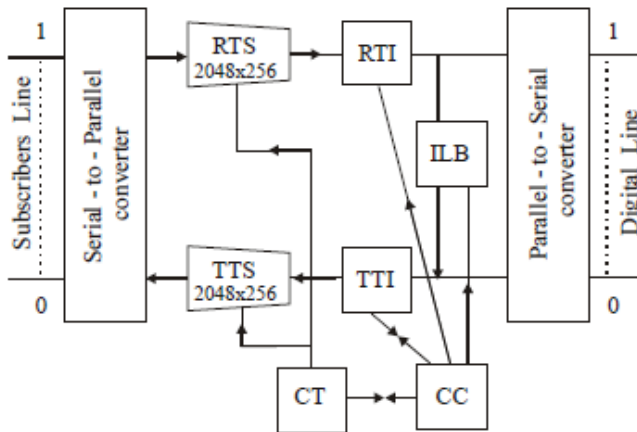 1
Subscribers Line
0
Serial - to - Parallel
converter
RTS
2048x256
RTI
ILB
TTS
2048x256
TTI
CT
CC
Parallel - to - Serial
converter
1
Digital Line
0